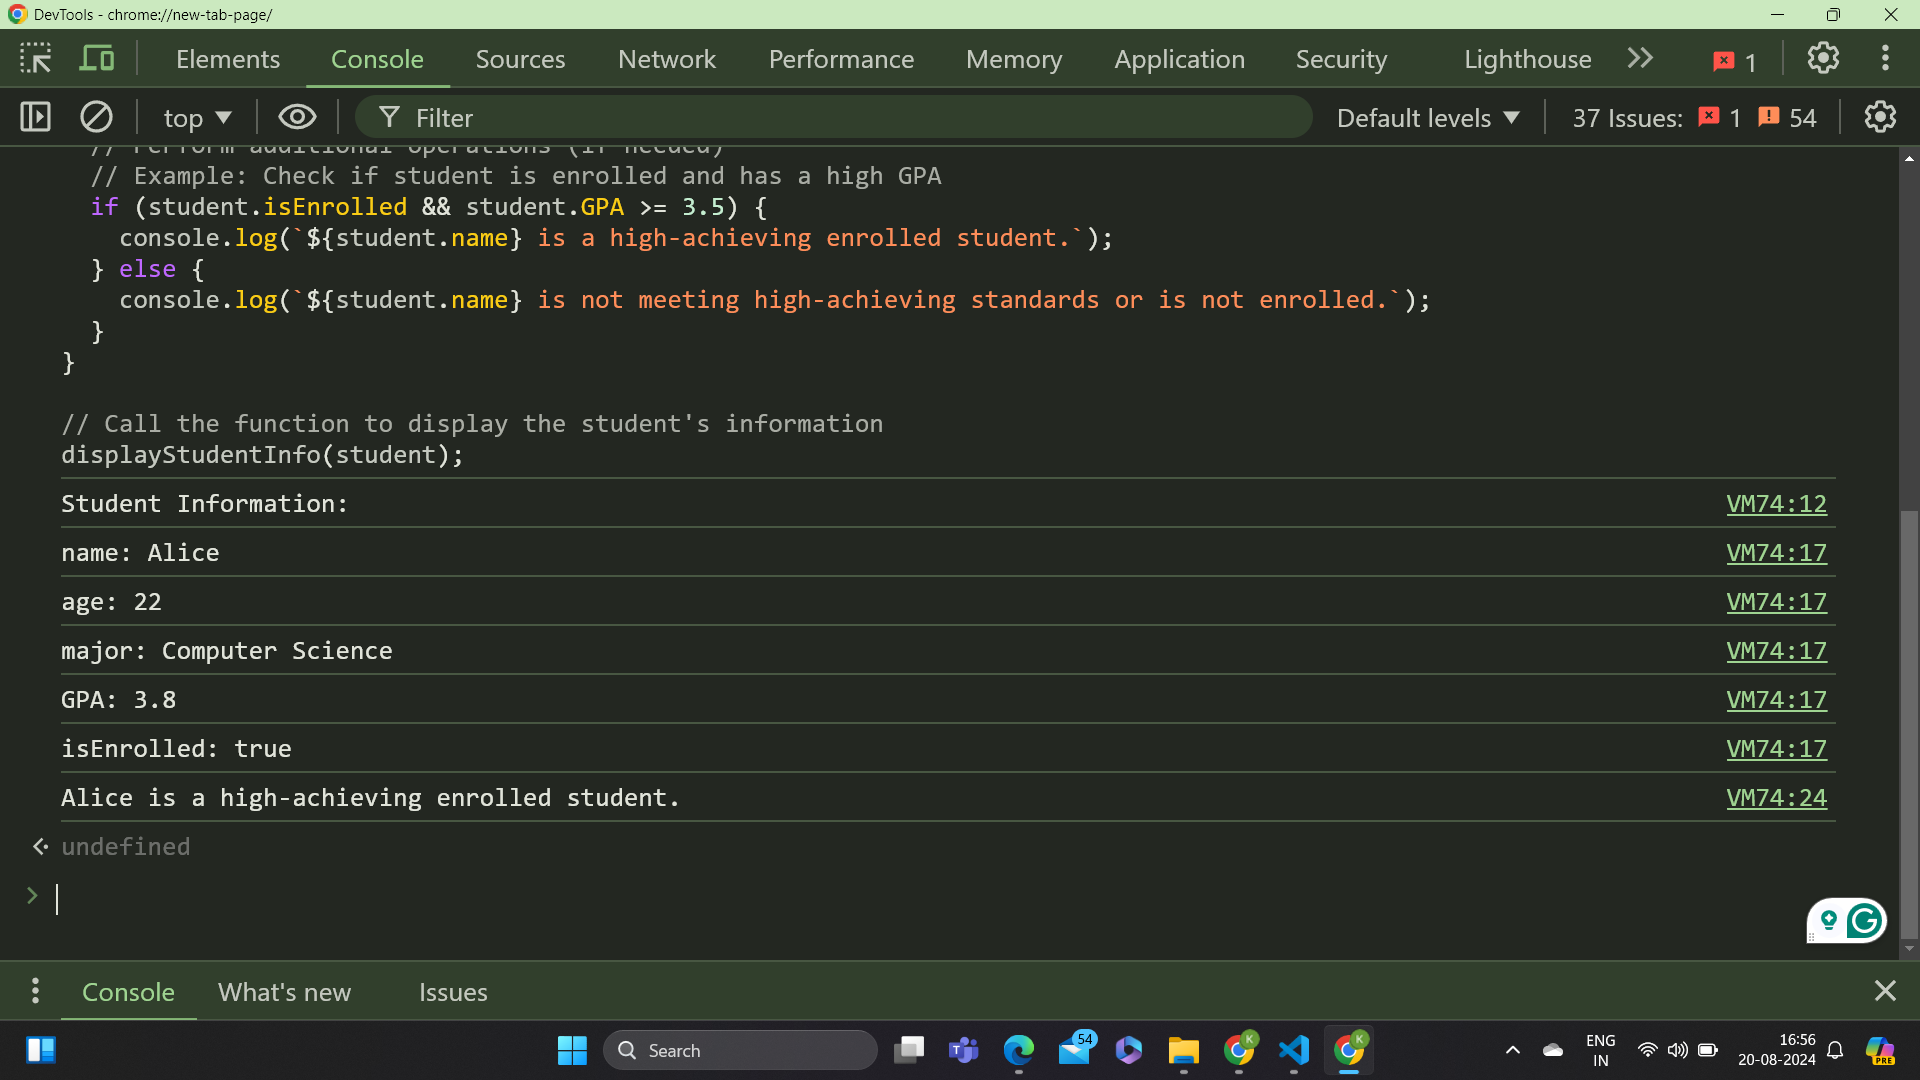 DevTools - chrome://new-tab-page/
Elements Console Sources Network Performance Memory Application Security Lighthouse 1
top Filter Default levels 37 Issues: 1 54
// Perform additional operations (if needed)
// Example: Check if student is enrolled and has a high GPA
if (student.isEnrolled && student.GPA >= 3.5) {
console.log(`${student.name} is a high-achieving enrolled student.`);
} else {
console.log(`${student.name} is not meeting high-achieving standards or is not enrolled.`);
}
}
// Call the function to display the student's information
displayStudentInfo(student);
Student Information: VM74:12
name: Alice VM74:17
age: 22 VM74:17
major: Computer Science VM74:17
GPA: 3.8 VM74:17
isEnrolled: true VM74:17
Alice is a high-achieving enrolled student. VM74:24
undefined
Console What's new Issues
Search 54 K K ENG 16:56 PRE
IN 20-08-2024